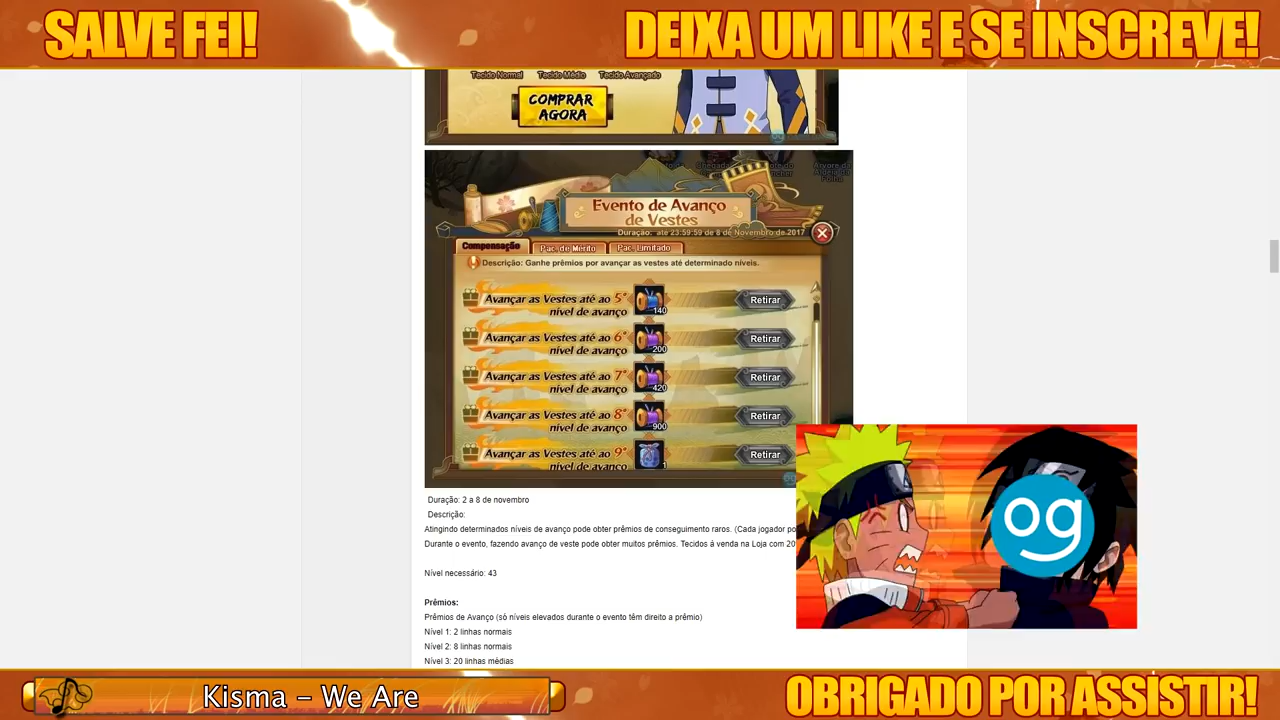 SALVE FEI!
DEIXA UM LIKE E SE INSCREVE!
Tecido Normal Tecido Médio Tecido Avançado
COMPRAR
AGORA
Evento de Avanço
de Vestes
Duração: até 23:59:59 de 8 de Novembro de 2017
Compensação Pac. de Mérito Pac. Limitado
Descrição: Ganhe prêmios por avançar as vestes até determinado níveis.
Avançar as Vestes até ao 5°
nível de avanço
140
Retirar
Avançar as Vestes até ao 6°
nível de avanço
200
Retirar
Avançar as Vestes até ao 7°
nível de avanço
420
Retirar
Avançar as Vestes até ao 8°
nível de avanço
900
Retirar
Avançar as Vestes até ao 9°
nível de avanço
1
Retirar
Duração: 2 a 8 de novembro
Descrição:
Atingindo determinados níveis de avanço pode obter prêmios de conseguimento raros. (Cada jogador po
Durante o evento, fazendo avanço de veste pode obter muitos prêmios. Tecidos á venda na Loja com 20
og
Nível necessário: 43
Prêmios:
Prêmios de Avanço (só níveis elevados durante o evento têm direito a prêmio)
Nível 1: 2 linhas normais
Nível 2: 8 linhas normais
Nível 3: 20 linhas médias
Kisma - We Are
OBRIGADO POR ASSISTIR!